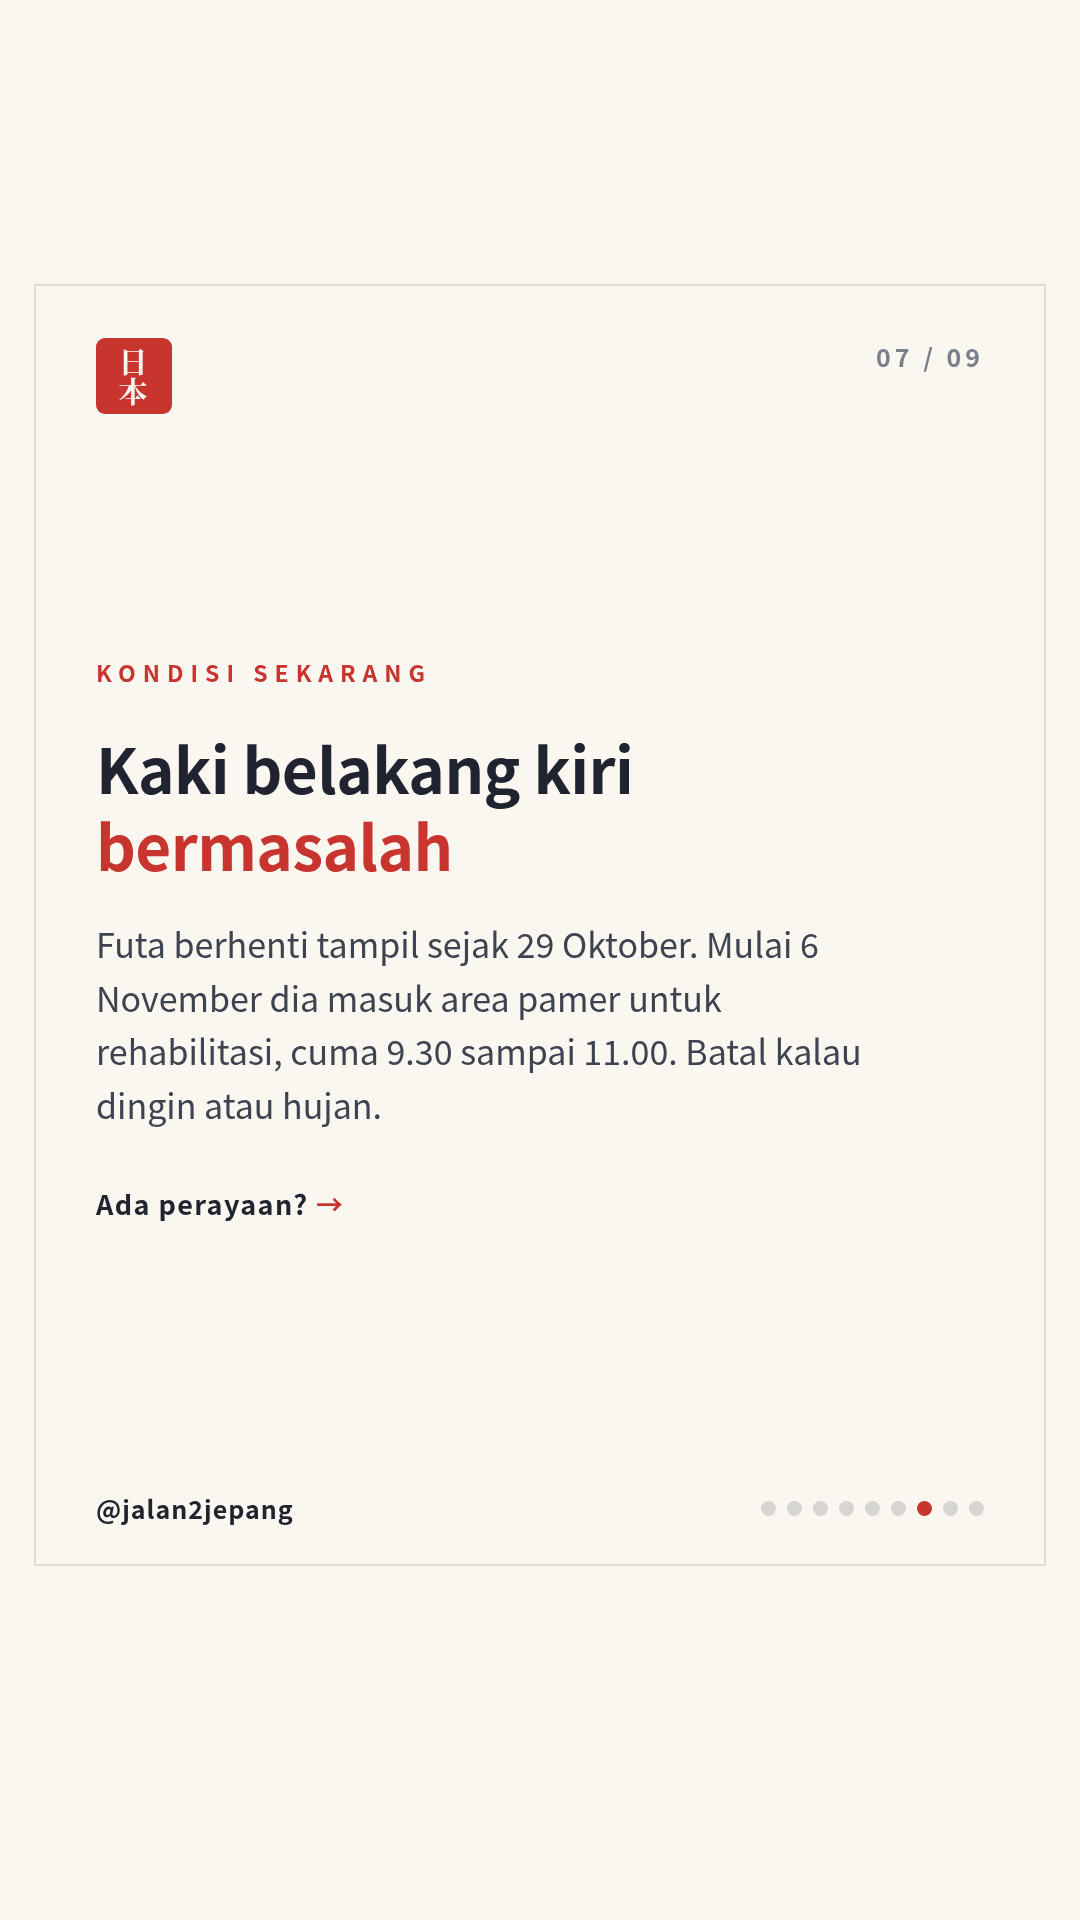 日本
07 / 09
KONDISI SEKARANG
Kaki belakang kiri
bermasalah
Futa berhenti tampil sejak 29 Oktober. Mulai 6
November dia masuk area pamer untuk
rehabilitasi, cuma 9.30 sampai 11.00. Batal kalau
dingin atau hujan.
Ada perayaan? →
@jalan2jepang